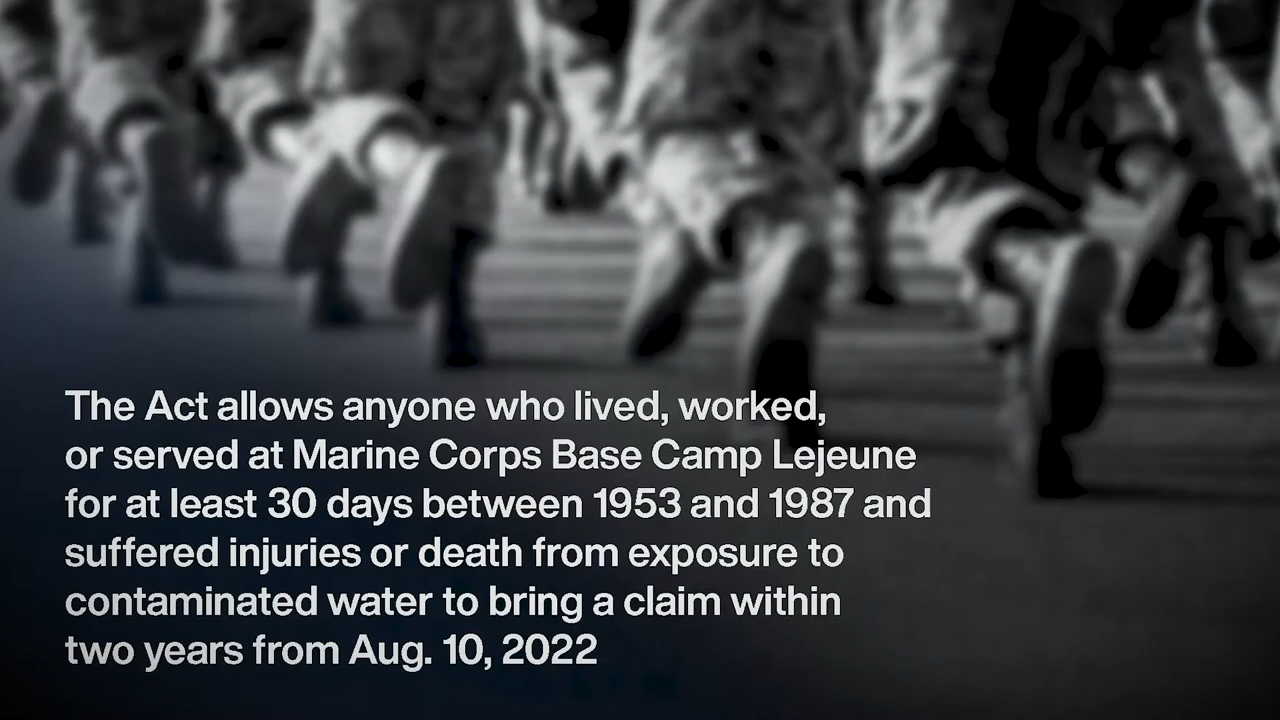 The Act allows anyone who lived, worked,
or served at Marine Corps Base Camp Lejeune
for at least 30 days between 1953 and 1987 and
suffered injuries or death from exposure to
contaminated water to bring a claim within
two years from Aug. 10, 2022